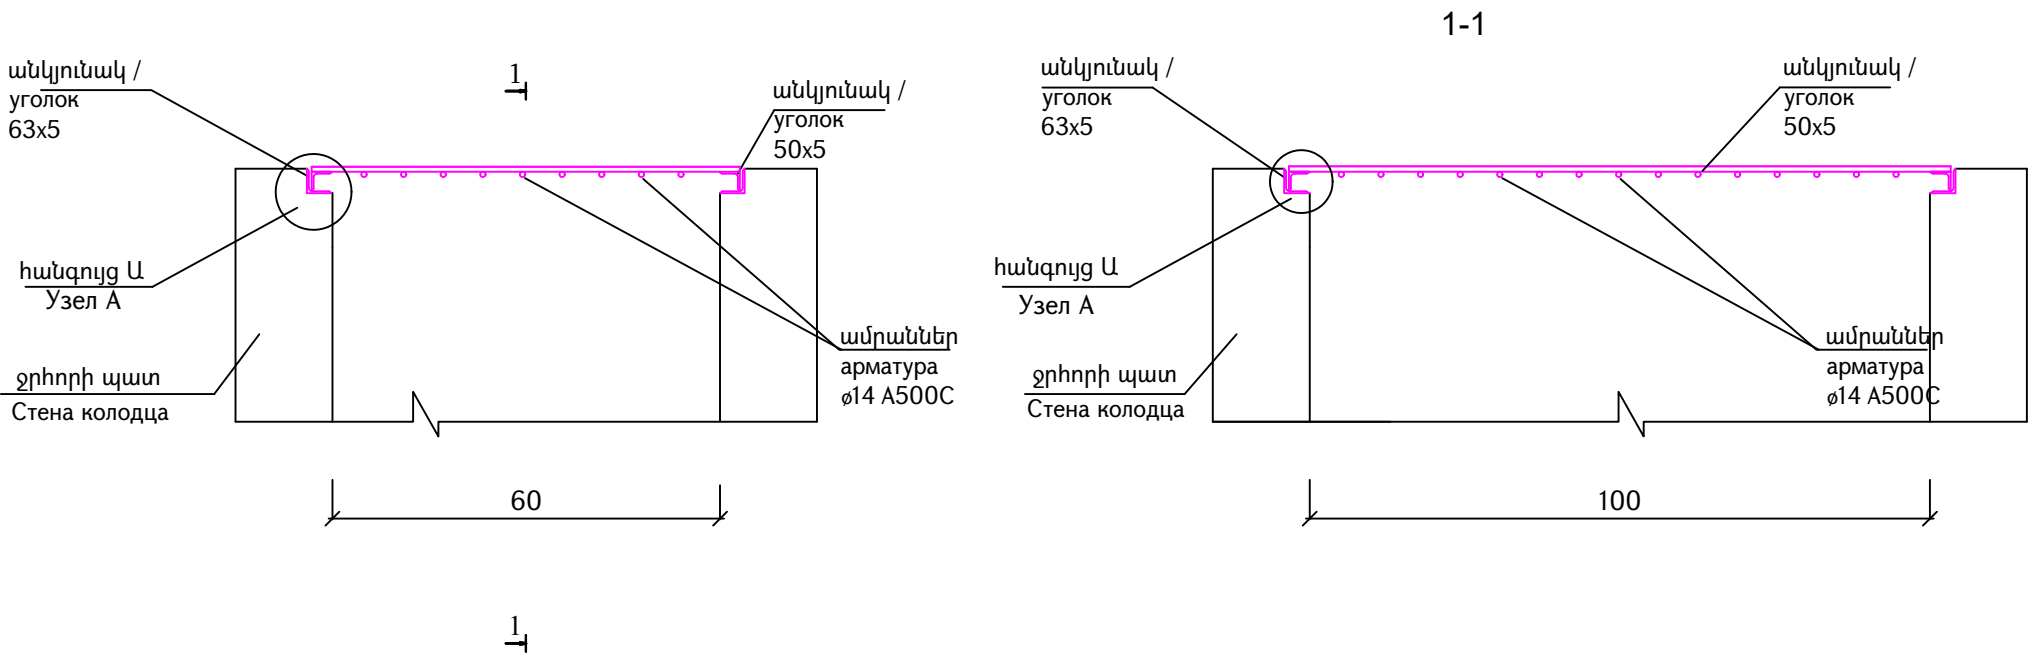 1-1
անկյունակ /
уголок
63x5
1
անկյունակ /
уголок
50x5
հանգույց Ա
Узел А
ջրհորի պատ
Стена колодца
ամրաններ
арматура
ø14 А500С
60
1
անկյունակ /
уголок
63x5
անկյունակ /
уголок
50x5
հանգույց Ա
Узел А
ջրհորի պատ
Стена колодца
ամրաններ
арматура
ø14 А500С
100